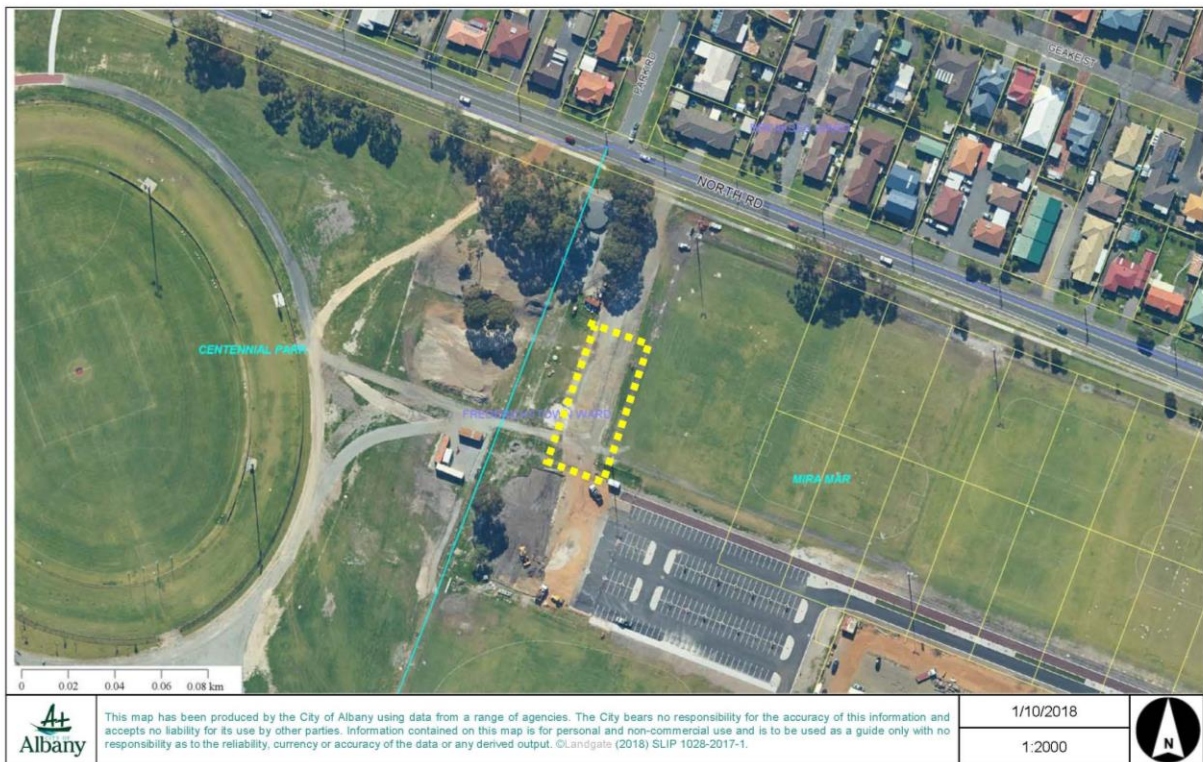 GEAKE ST
PARK RD
NORTH RD
CENTENNIAL PARK
MIRA MAR
0 0.02 0.04 0.06 0.08 km
CITY OF
Albany
This map has been produced by the City of Albany using data from a range of agencies. The City bears no responsibility for the accuracy of this information and
accepts no liability for its use by other parties. Information contained on this map is for personal and non-commercial use and is to be used as a guide only with no
responsibility as to the reliability, currency or accuracy of the data or any derived output. ©Landgate (2018) SLIP 1028-2017-1.
1/10/2018
1:2000
N